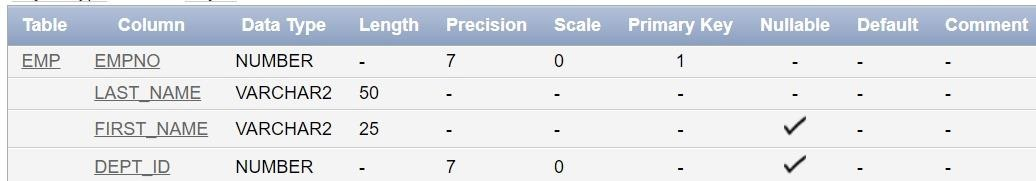 Table Column Data Type Length Precision Scale Primary Key Nullable Default Comment
EMP EMPNO NUMBER - 7 0 1 - - -
LAST_NAME VARCHAR2 50 - - - - - -
FIRST_NAME VARCHAR2 25 - - - ✓ - -
DEPT_ID NUMBER - 7 0 - ✓ - -